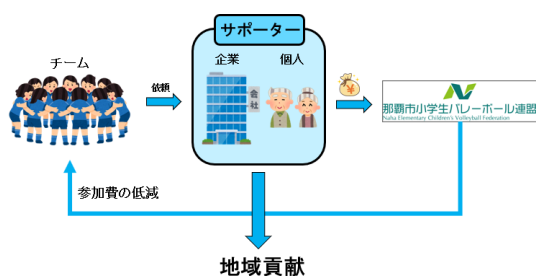 サポーター
チーム
企業
個人
依頼
会社
那覇市小学生バレーボール連盟
Naha Elementary Children's Volleyball Federation
参加費の低減
地域貢献